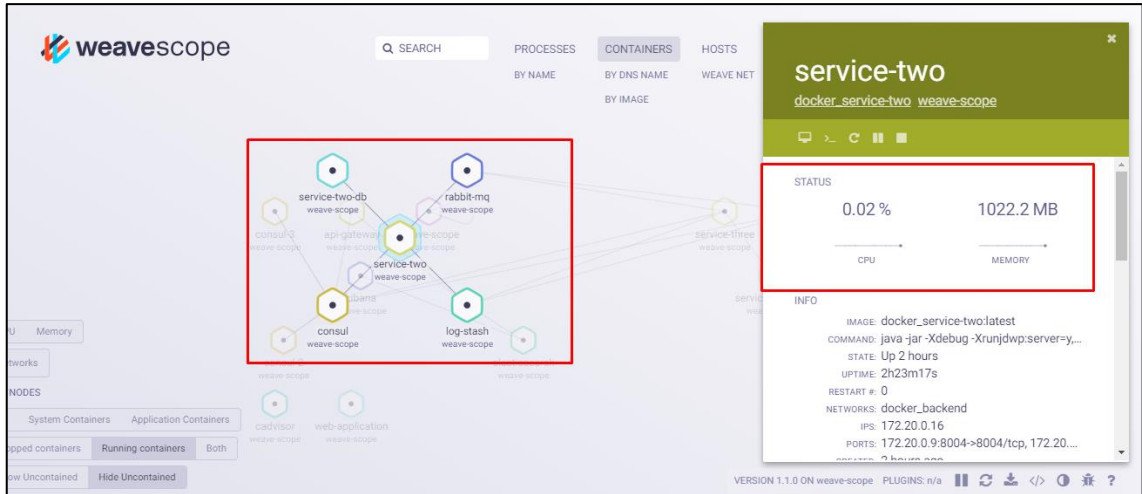 weavescope
SEARCH
PROCESSES
CONTAINERS
HOSTS
BY NAME
BY DNS NAME
WEAVE NET
BY IMAGE
service-two
docker_service-two weave-scope
STATUS
0.02 %
1022.2 MB
CPU
MEMORY
INFO
IMAGE: docker_service-two:latest
COMMAND: java -jar -Xdebug -Xrunjdwp:server=y,...
STATE: Up 2 hours
UPTIME: 2h23m17s
RESTART #: 0
NETWORKS: docker_backend
IPS: 172.20.0.16
PORTS: 172.20.0.9:8004->8004/tcp, 172.20....
CREATED: 2 hours ago
service-two-db
weave-scope
rabbit-mq
weave-scope
consul-3
weave-scope
api-gateway
weave-scope
service-three
weave-scope
service-two
weave-scope
consul
weave-scope
log-stash
weave-scope
weave-scope
cadvisor
weave-scope
web-application
weave-scope
Memory
NODES
System Containers
Application Containers
Running containers
Both
Hide Uncontained
VERSION 1.1.0 ON weave-scope PLUGINS: n/a